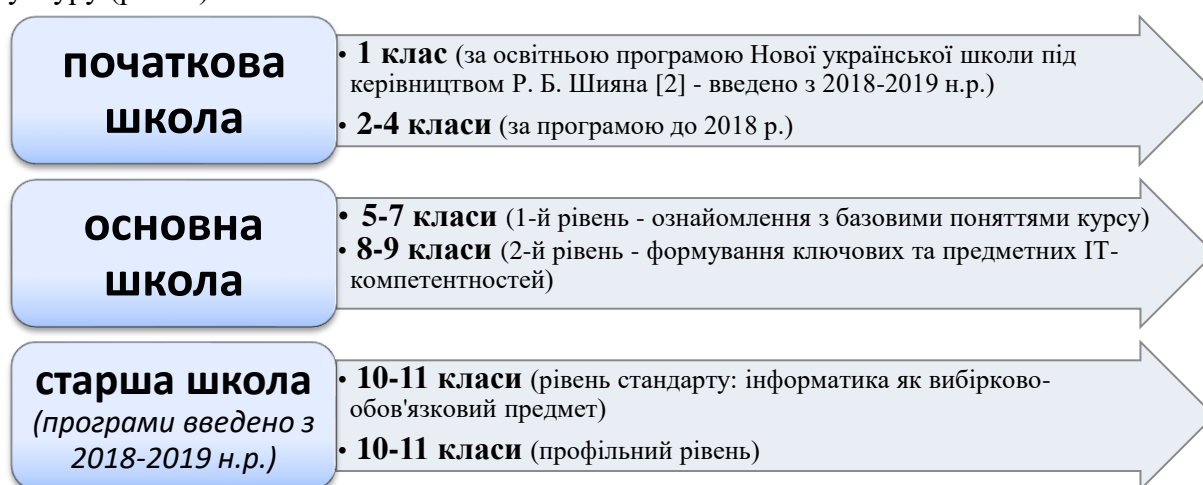 початкова
школа
• 1 клас (за освітньою програмою Нової української школи під
керівництвом Р. Б. Шияна [2] - введено з 2018-2019 н.р.)
• 2-4 класи (за програмою до 2018 р.)
основна
школа
• 5-7 класи (1-й рівень - ознайомлення з базовими поняттями курсу)
• 8-9 класи (2-й рівень - формування ключових та предметних ІТ-
компетентностей)
старша школа
(програми введено з
2018-2019 н.р.)
• 10-11 класи (рівень стандарту: інформатика як вибірково-
обов'язковий предмет)
• 10-11 класи (профільний рівень)